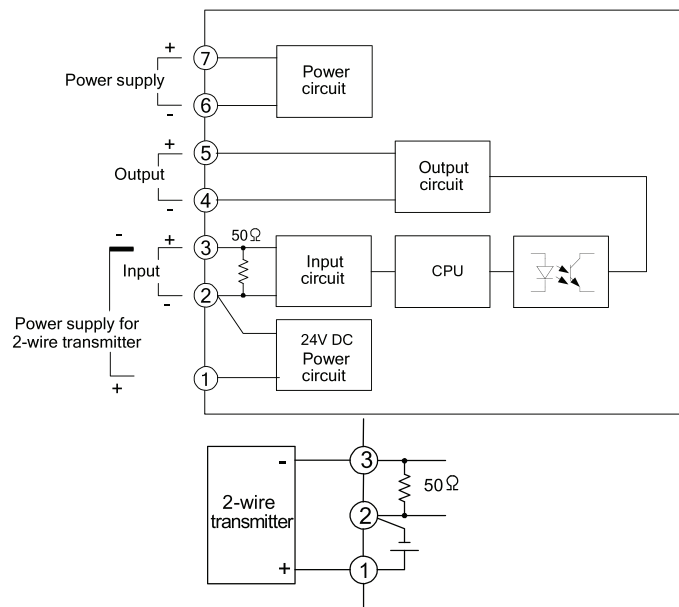 +
7
Power supply
Power
circuit
-
6
+
5
Output
Output
circuit
-
4
-
+
3
50Ω
Input
Input
circuit
CPU
-
2
Power supply for
2-wire transmitter
24V DC
Power
circuit
+
1
-
3
2-wire
transmitter
50Ω
2
+
1